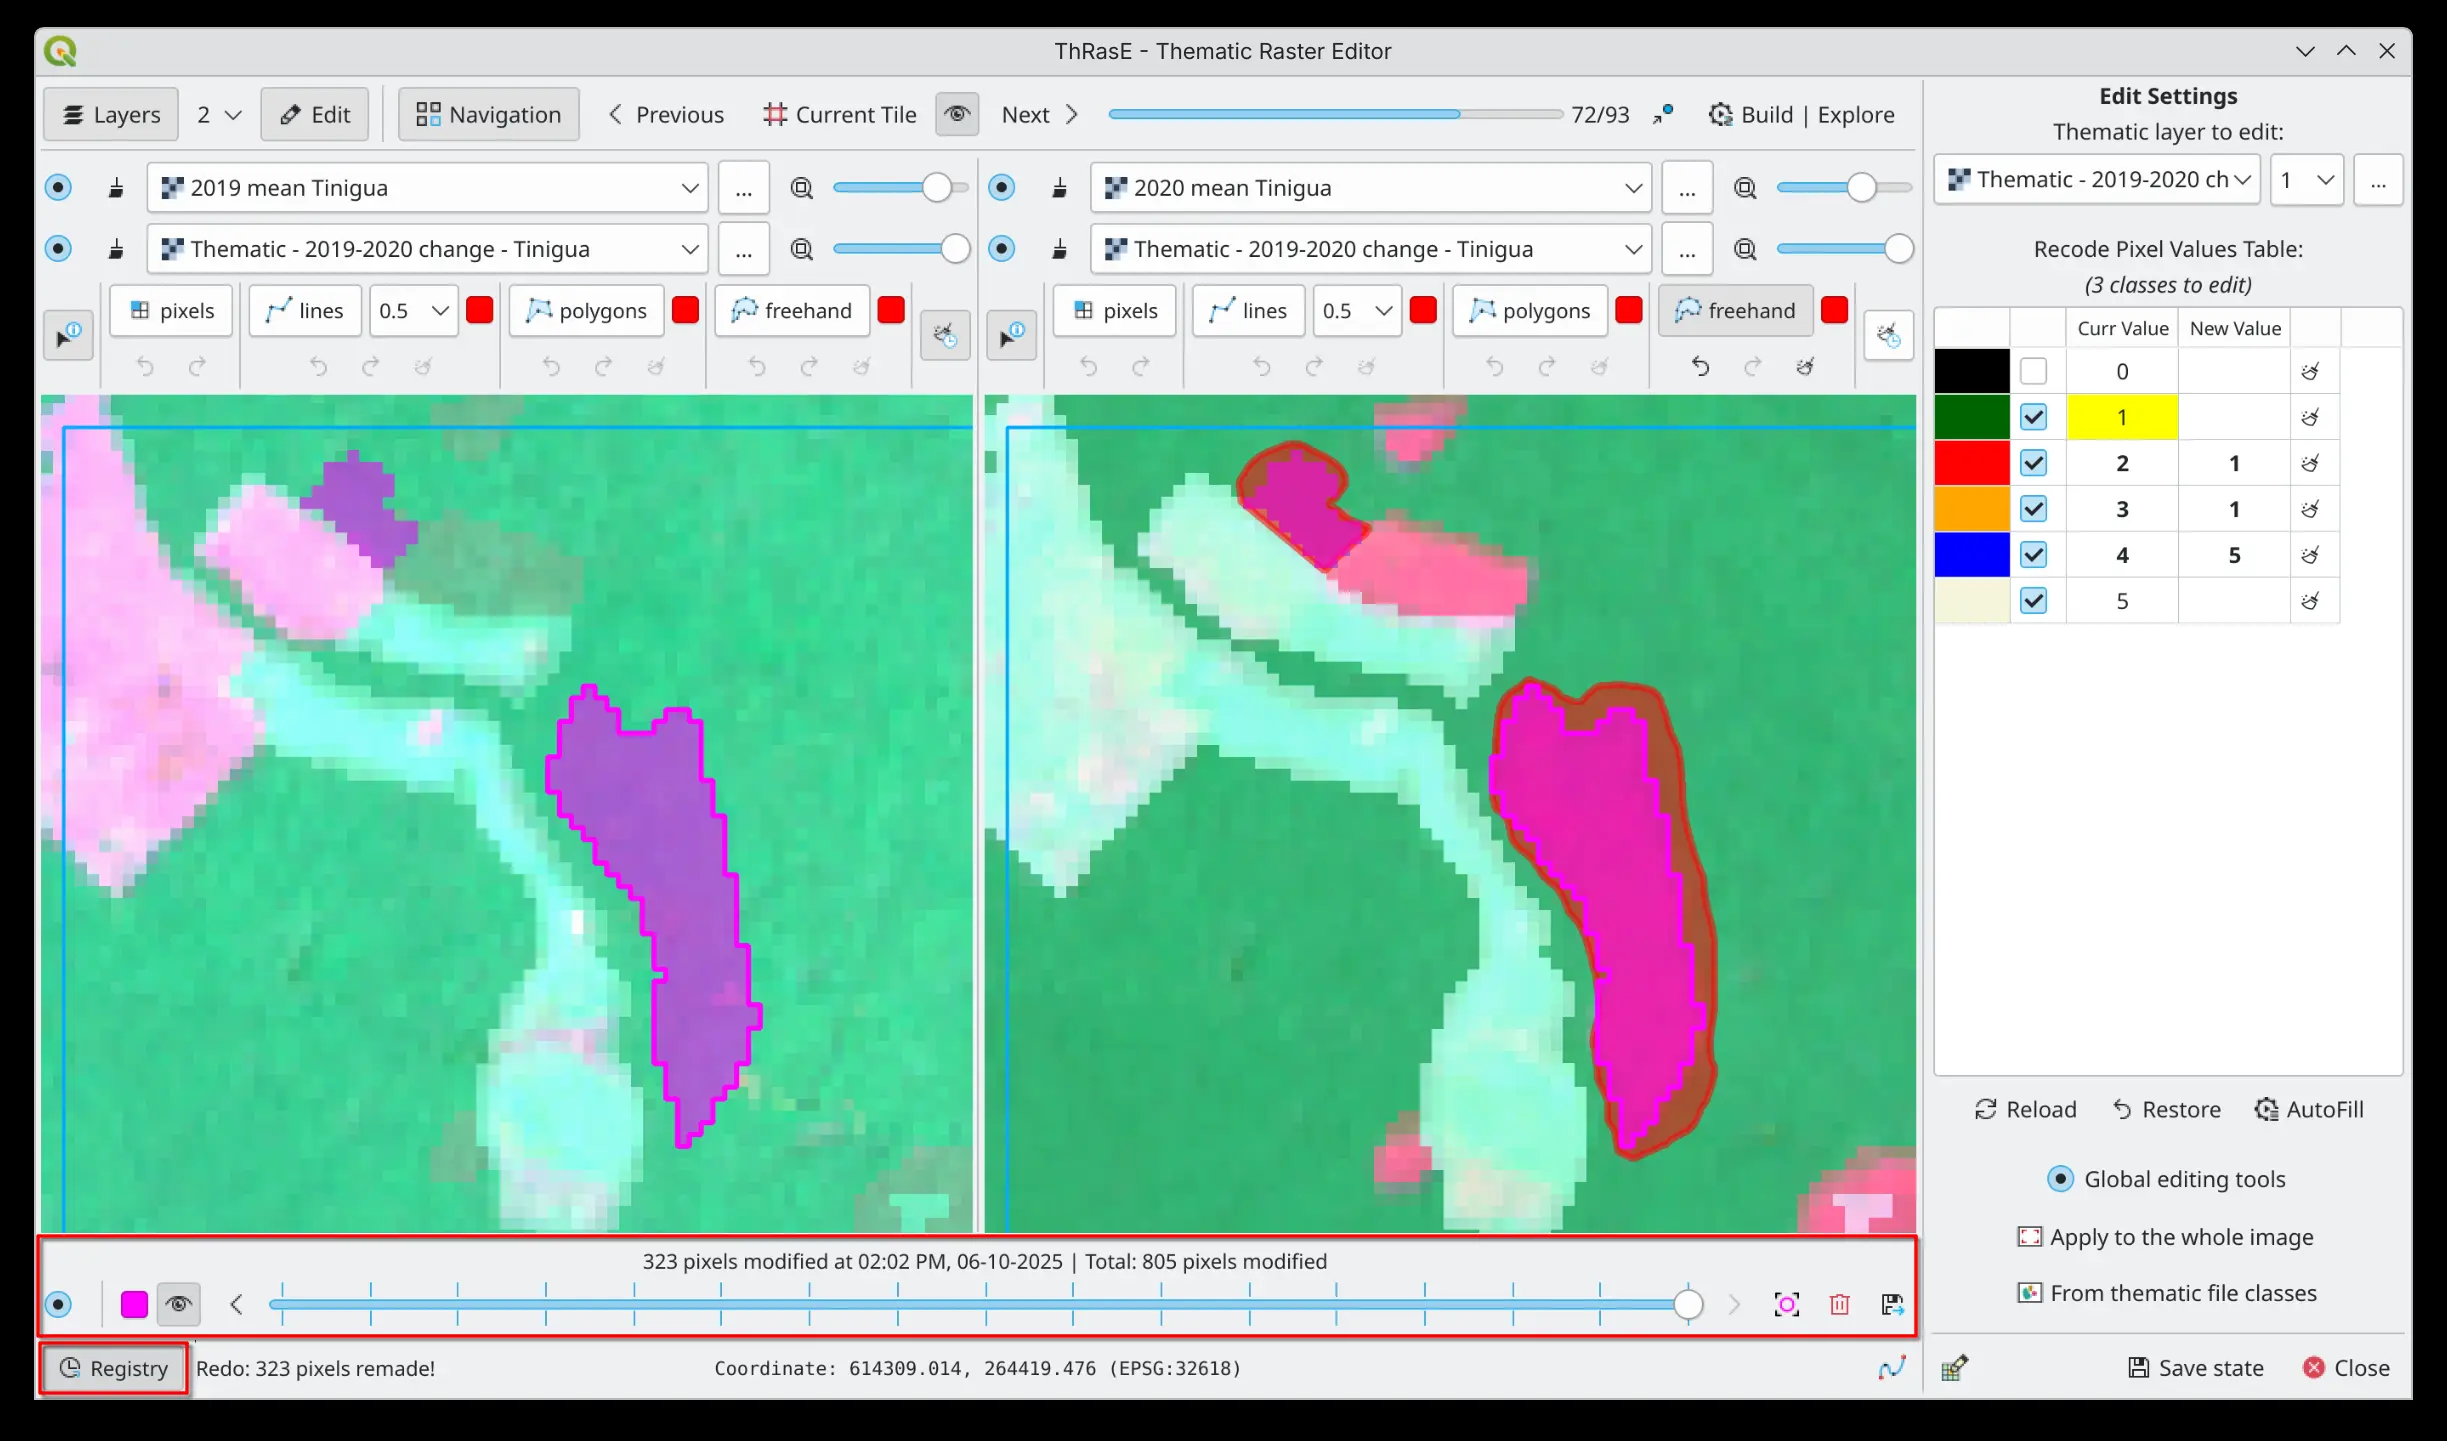 ThRasE - Thematic Raster Editor
Layers 2 Edit Navigation Previous Current Tile Next 72/93 Build | Explore
2019 mean Tinigua ...
Thematic - 2019-2020 change - Tinigua ...
pixels lines 0.5 polygons freehand
2020 mean Tinigua ...
Thematic - 2019-2020 change - Tinigua ...
pixels lines 0.5 polygons freehand
323 pixels modified at 02:02 PM, 06-10-2025 | Total: 805 pixels modified
Registry Redo: 323 pixels remade! Coordinate: 614309.014, 264419.476 (EPSG:32618)
Edit Settings
Thematic layer to edit:
Thematic - 2019-2020 ch 1 ...
Recode Pixel Values Table:
(3 classes to edit)
Curr Value New Value
0
1
2 1
3 1
4 5
5
Reload Restore AutoFill
Global editing tools
Apply to the whole image
From thematic file classes
Save state Close